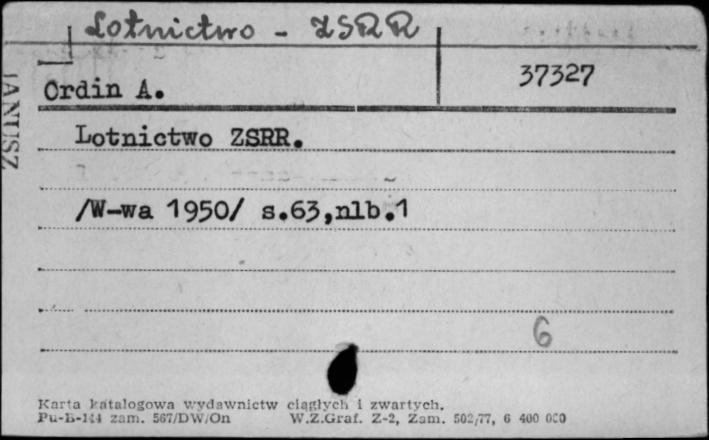 Lotnictwo - ZSRR
Ordin A.
37327
JANUSZ
Lotnictwo ZSRR.
/W-wa 1950/ s.63,nlb.1
6
Karta katalogowa wydawnictw ciągłych i zwartych.
Pu-B-144 zam. 567/DW/On W.Z.Graf. Z-2, Zam. 502/77, 6 400 000